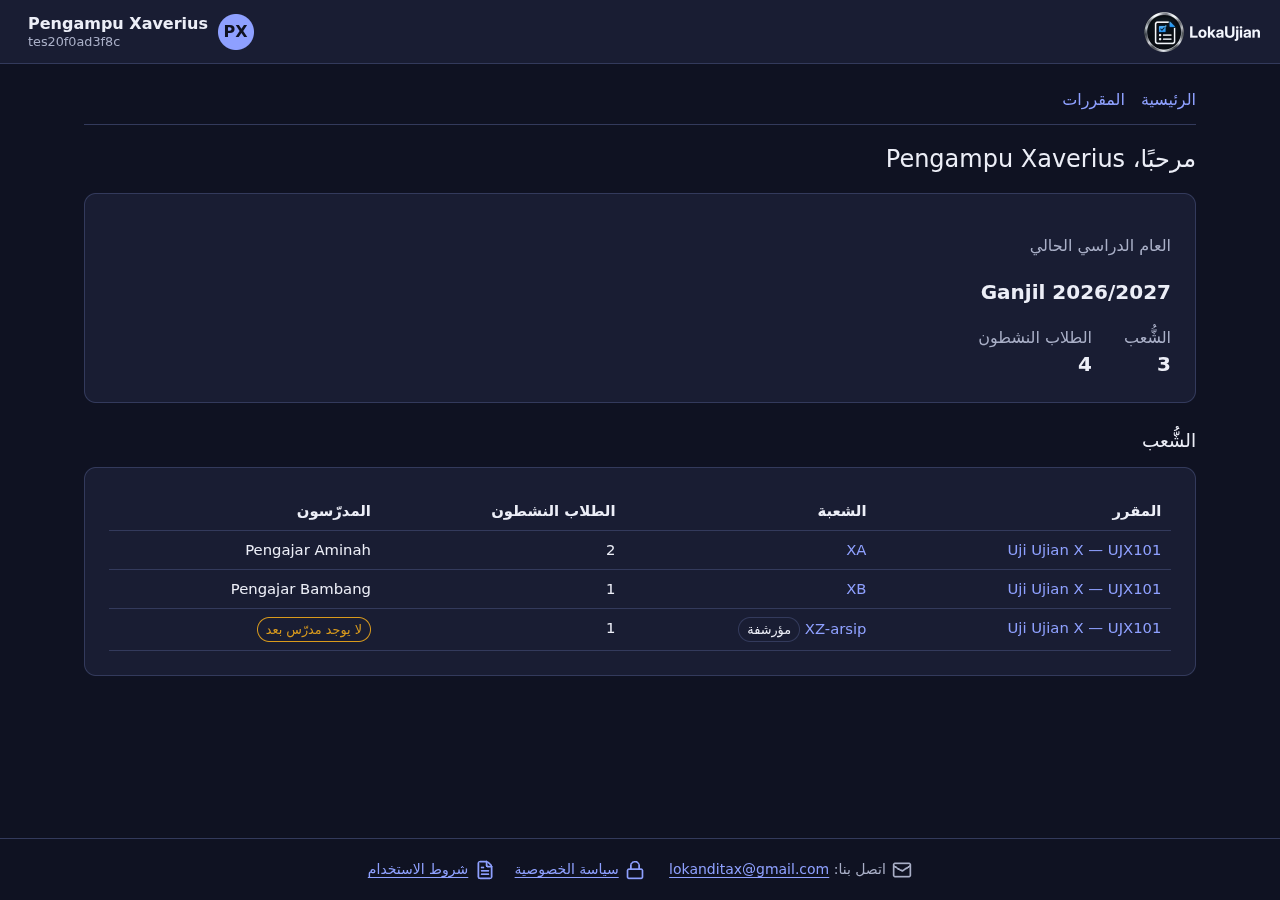 LokaUjian
Pengampu Xaverius
tes20f0ad3f8c
PX
الرئيسية المقررات
مرحبًا، Pengampu Xaverius
العام الدراسي الحالي
Ganjil 2026/2027
الشُّعب الطلاب النشطون
3 4
الشُّعب
المقرر الشعبة الطلاب النشطون المدرّسون
Uji Ujian X — UJX101 XA 2 Pengajar Aminah
Uji Ujian X — UJX101 XB 1 Pengajar Bambang
Uji Ujian X — UJX101 XZ-arsip مؤرشفة 1 لا يوجد مدرّس بعد
اتصل بنا: lokanditax@gmail.com سياسة الخصوصية شروط الاستخدام